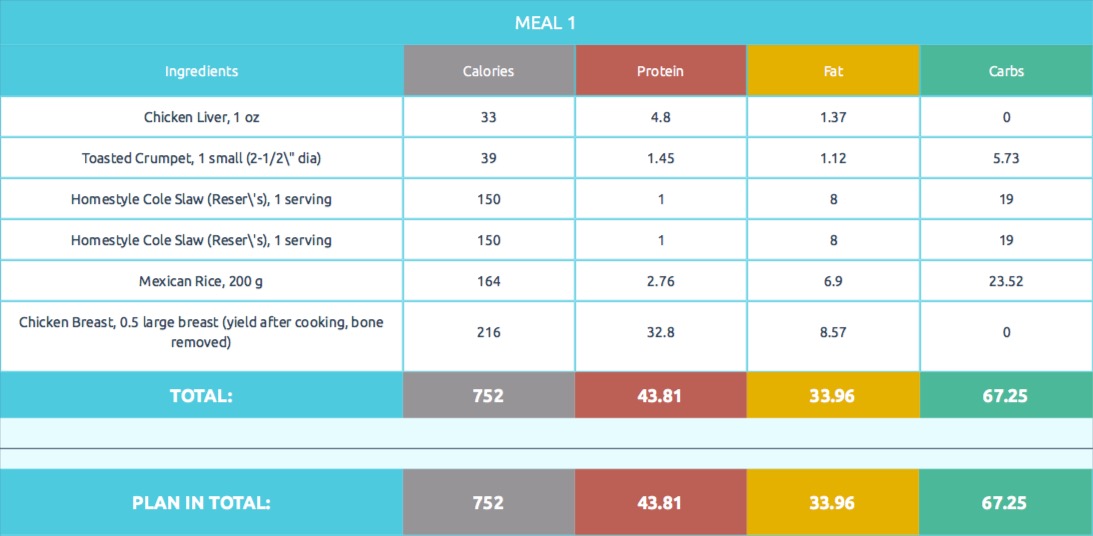 MEAL 1
Ingredients Calories Protein Fat Carbs
Chicken Liver, 1 oz 33 4.8 1.37 0
Toasted Crumpet, 1 small (2-1/2\" dia) 39 1.45 1.12 5.73
Homestyle Cole Slaw (Reser\'s), 1 serving 150 1 8 19
Homestyle Cole Slaw (Reser\'s), 1 serving 150 1 8 19
Mexican Rice, 200 g 164 2.76 6.9 23.52
Chicken Breast, 0.5 large breast (yield after cooking, bone
removed) 216 32.8 8.57 0
TOTAL: 752 43.81 33.96 67.25
PLAN IN TOTAL: 752 43.81 33.96 67.25